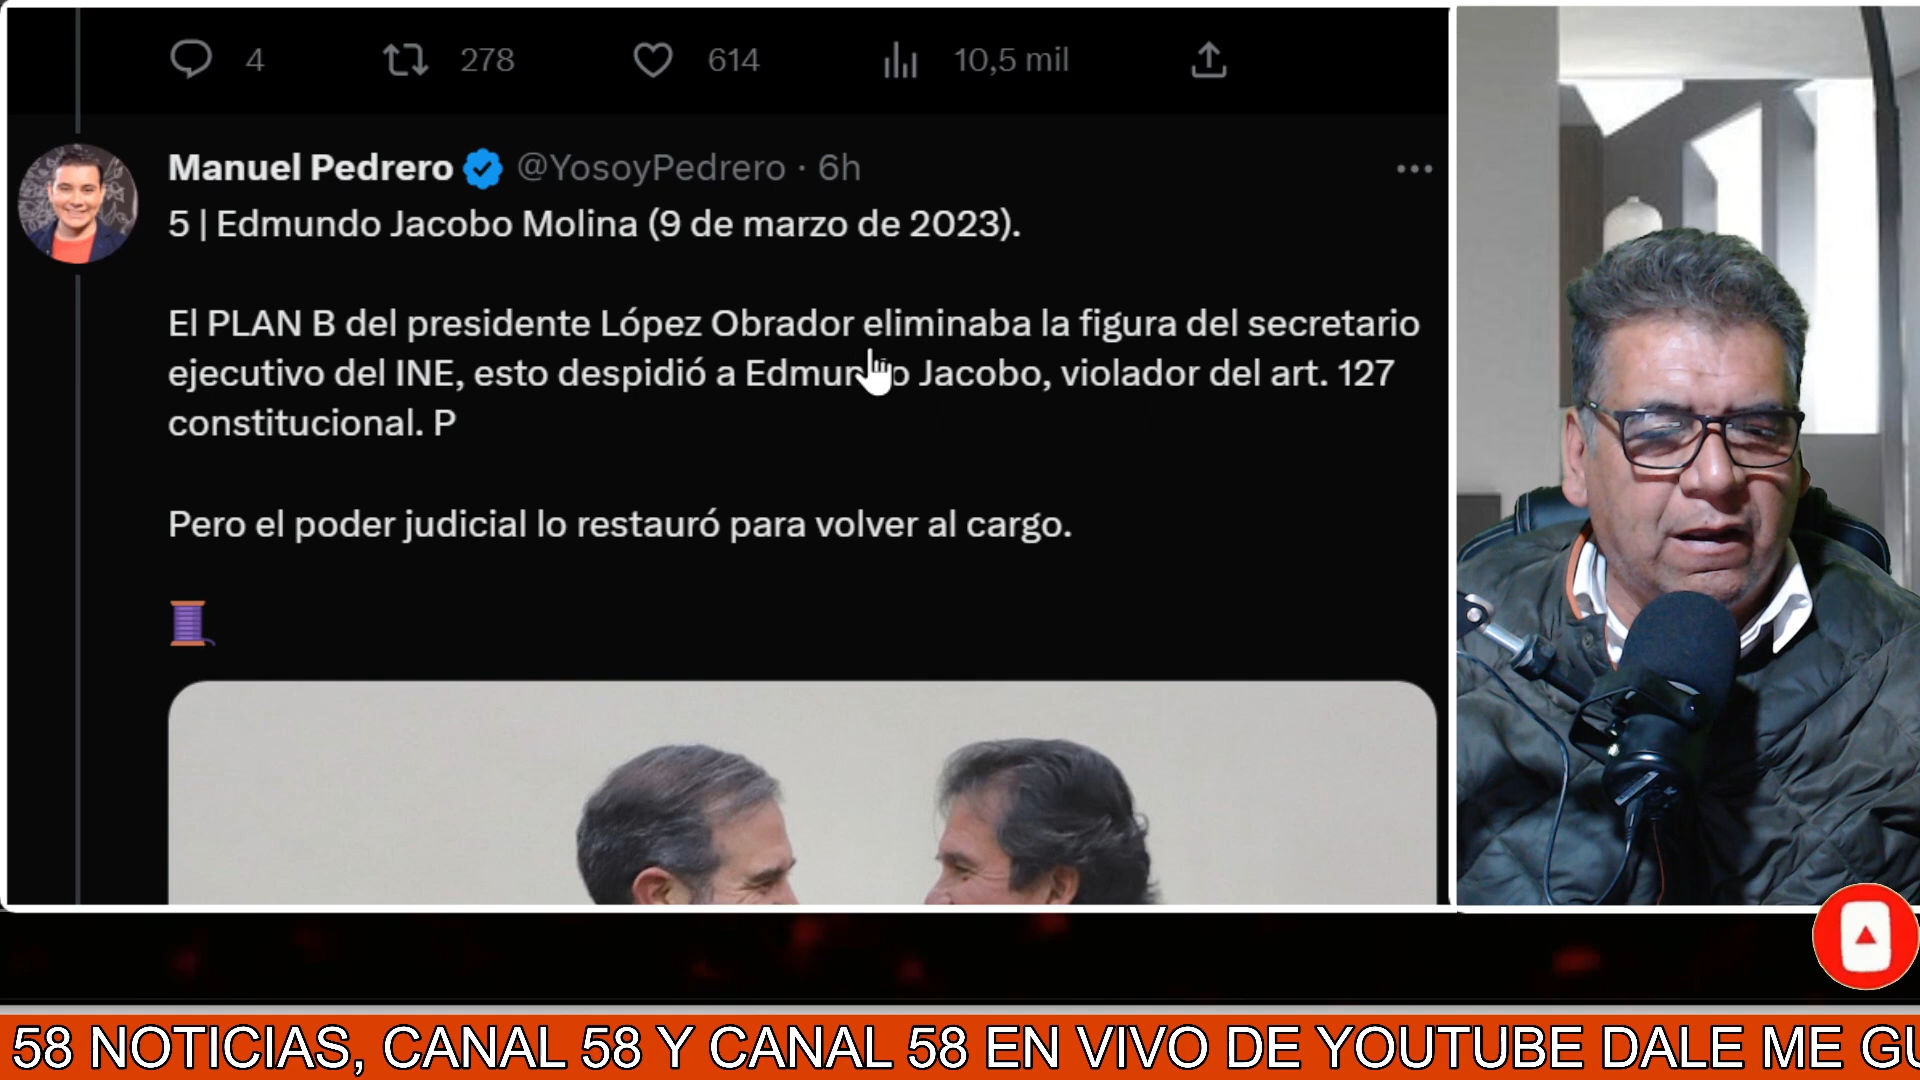 4 278 614 10,5 mil
Manuel Pedrero @YosoyPedrero · 6h
5 | Edmundo Jacobo Molina (9 de marzo de 2023).
El PLAN B del presidente López Obrador eliminaba la figura del secretario
ejecutivo del INE, esto despidió a Edmundo Jacobo, violador del art. 127
constitucional. P
Pero el poder judicial lo restauró para volver al cargo.
58 NOTICIAS, CANAL 58 Y CANAL 58 EN VIVO DE YOUTUBE DALE ME GU